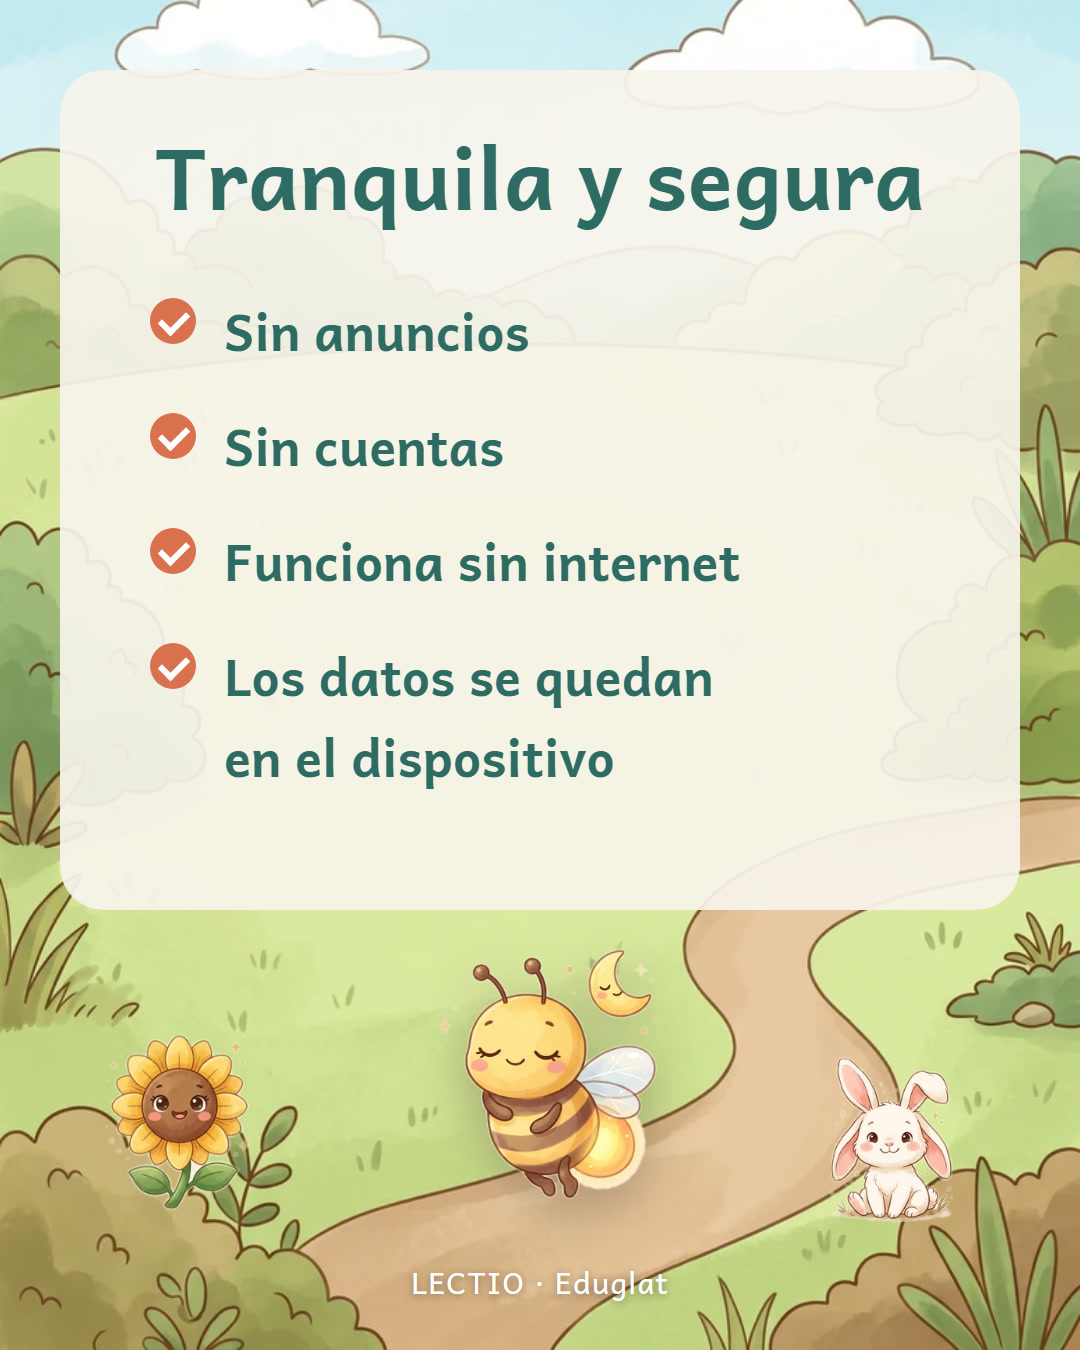 Tranquila y segura
Sin anuncios
Sin cuentas
Funciona sin internet
Los datos se quedan
en el dispositivo
LECTIO · Eduglat